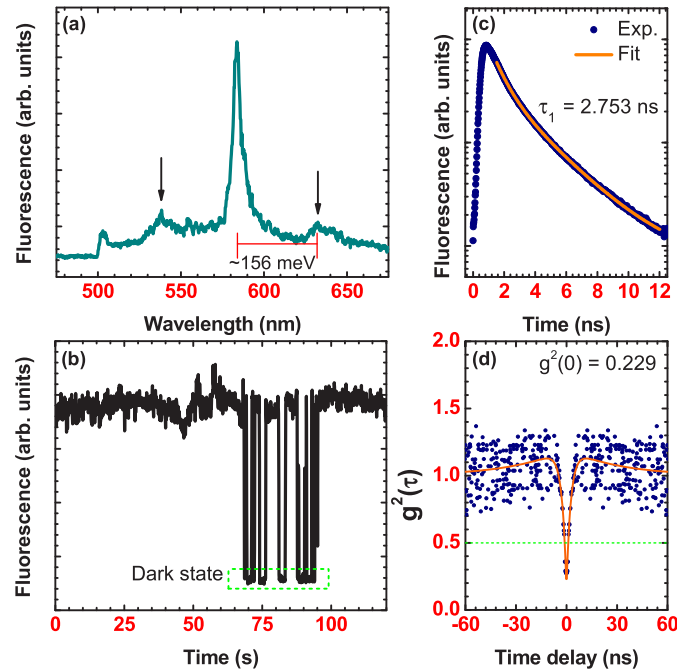 (a)
Fluorescence (arb. units)
~156 meV
500 550 600 650
Wavelength (nm)
(c)
Exp.
Fit
τ1 = 2.753 ns
Fluorescence (arb. units)
0 2 4 6 8 10 12
Time (ns)
(b)
Fluorescence (arb. units)
Dark state
0 25 50 75 100
Time (s)
(d)
g2(0) = 0.229
g2(τ)
2.0
1.5
1.0
0.5
0.0
-60 -30 0 30 60
Time delay (ns)